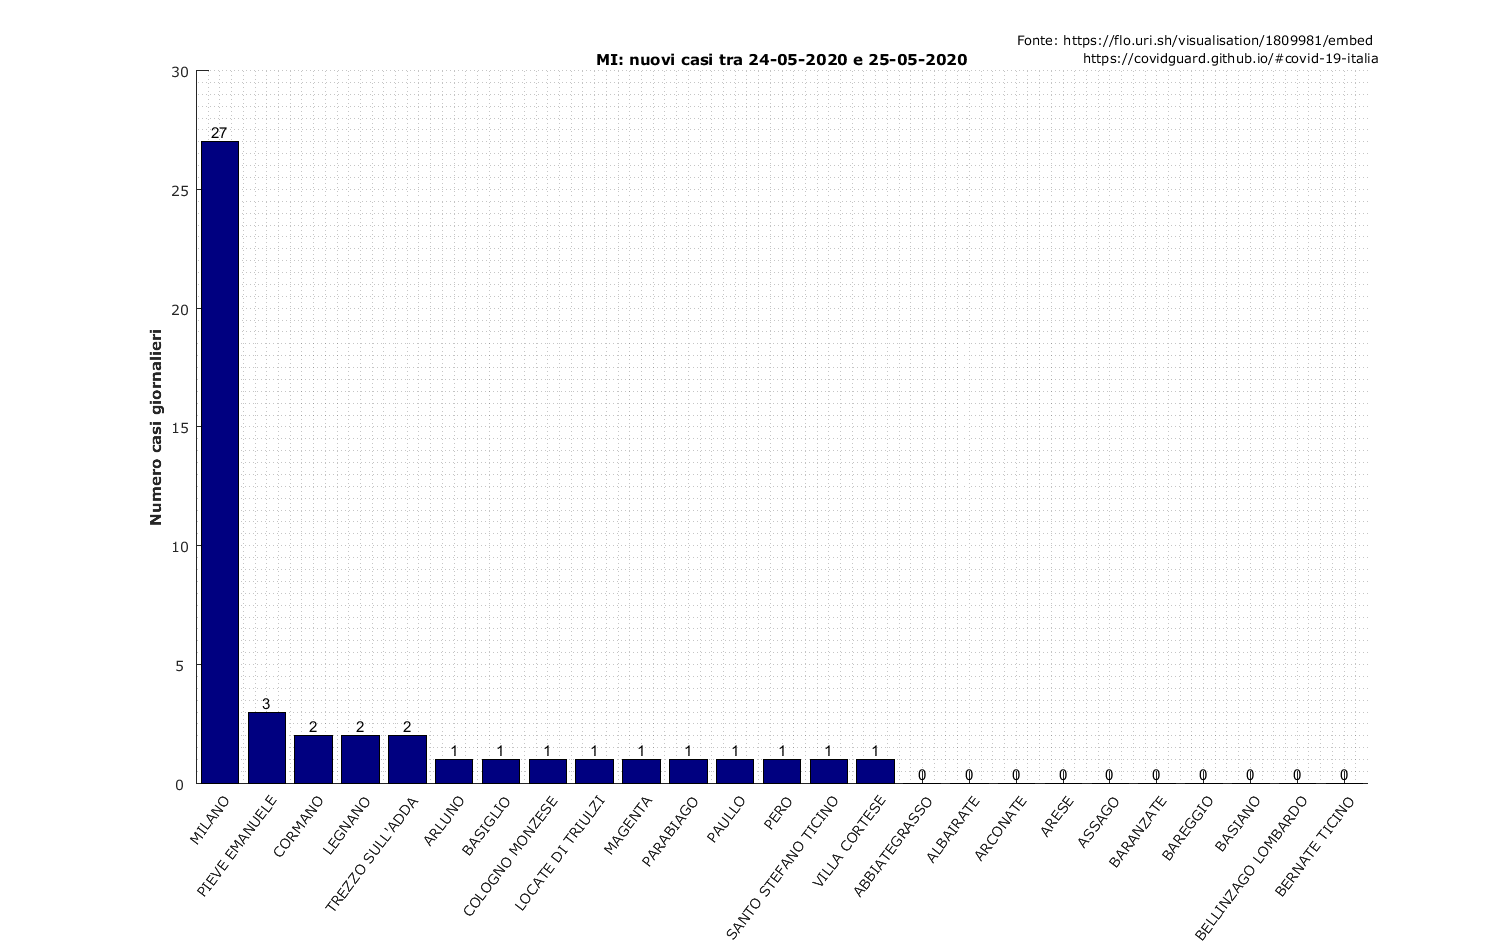 Fonte: https://flo.uri.sh/visualisation/1809981/embed
https://covidguard.github.io/#covid-19-italia
MI: nuovi casi tra 24-05-2020 e 25-05-2020
Numero casi giornalieri
30
25
20
15
10
5
0
27
3
2
2
2
1
1
1
1
1
1
1
1
1
1
0
0
0
0
0
0
0
0
0
0
MILANO
PIEVE EMANUELE
CORMANO
LEGNANO
TREZZO SULL'ADDA
ARLUNO
BASIGLIO
COLOGNO MONZESE
LOCATE DI TRIULZI
MAGENTA
PARABIAGO
PAULLO
PERO
SANTO STEFANO TICINO
VILLA CORTESE
ABBIATEGRASSO
ALBAIRATE
ARCONATE
ARESE
ASSAGO
BARANZATE
BAREGGIO
BASIANO
BELLINZAGO LOMBARDO
BERNATE TICINO